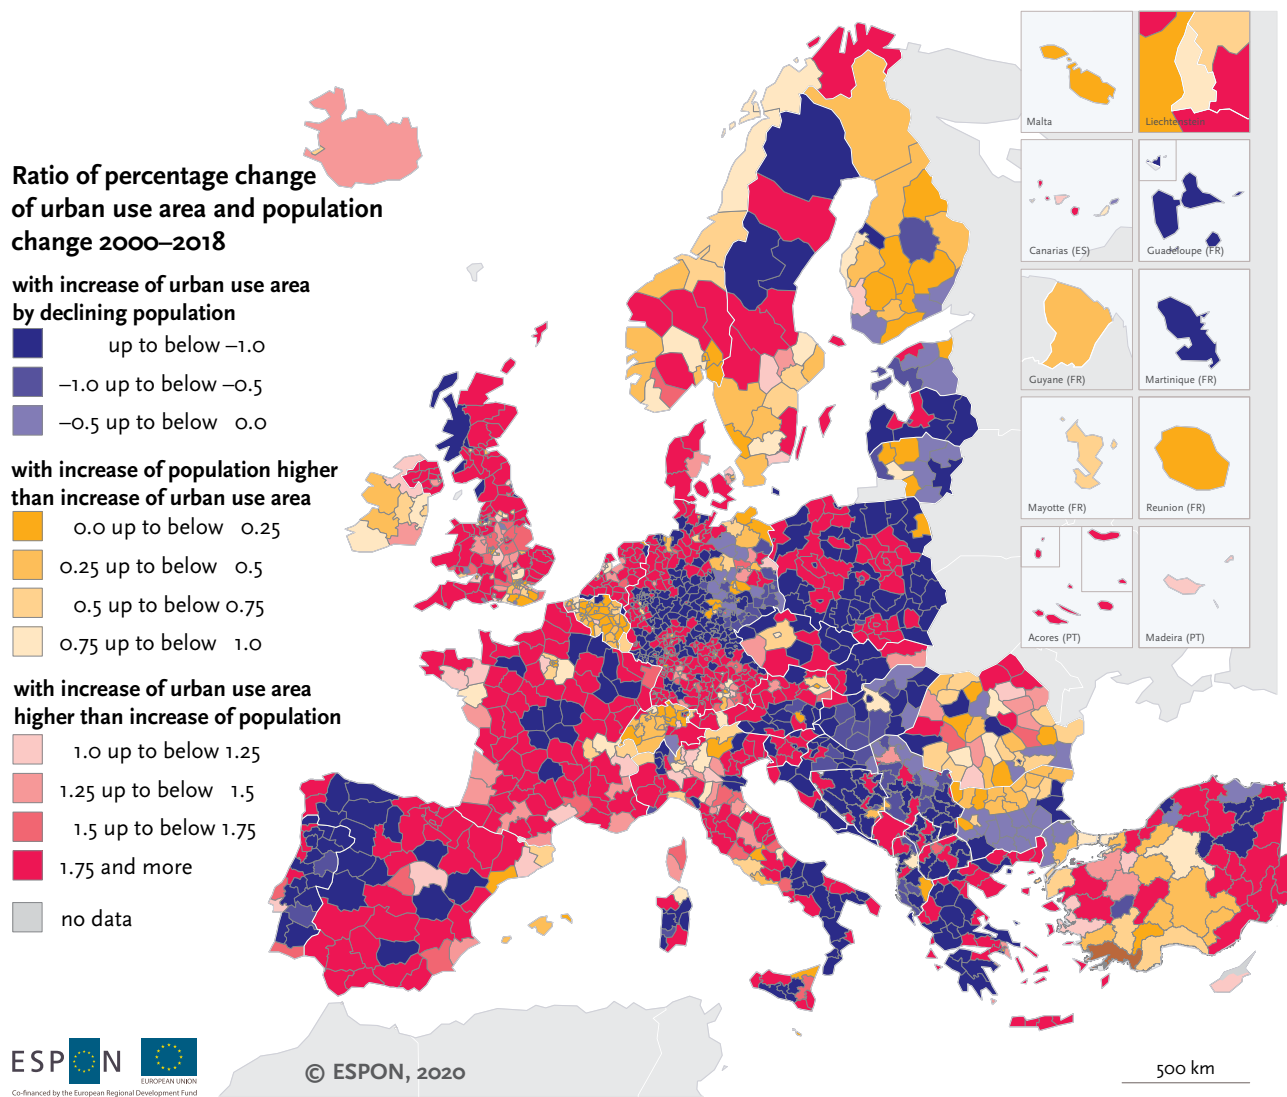 Ratio of percentage change
of urban use area and population
change 2000–2018
with increase of urban use area
by declining population
up to below –1.0
–1.0 up to below –0.5
–0.5 up to below 0.0
with increase of population higher
than increase of urban use area
0.0 up to below 0.25
0.25 up to below 0.5
0.5 up to below 0.75
0.75 up to below 1.0
with increase of urban use area
higher than increase of population
1.0 up to below 1.25
1.25 up to below 1.5
1.5 up to below 1.75
1.75 and more
no data
Malta
Liechtenstein
Canarias (ES)
Guadeloupe (FR)
Guyane (FR)
Martinique (FR)
Mayotte (FR)
Reunion (FR)
Acores (PT)
Madeira (PT)
ESPON
EUROPEAN UNION
Co-financed by the European Regional Development Fund
© ESPON, 2020
500 km